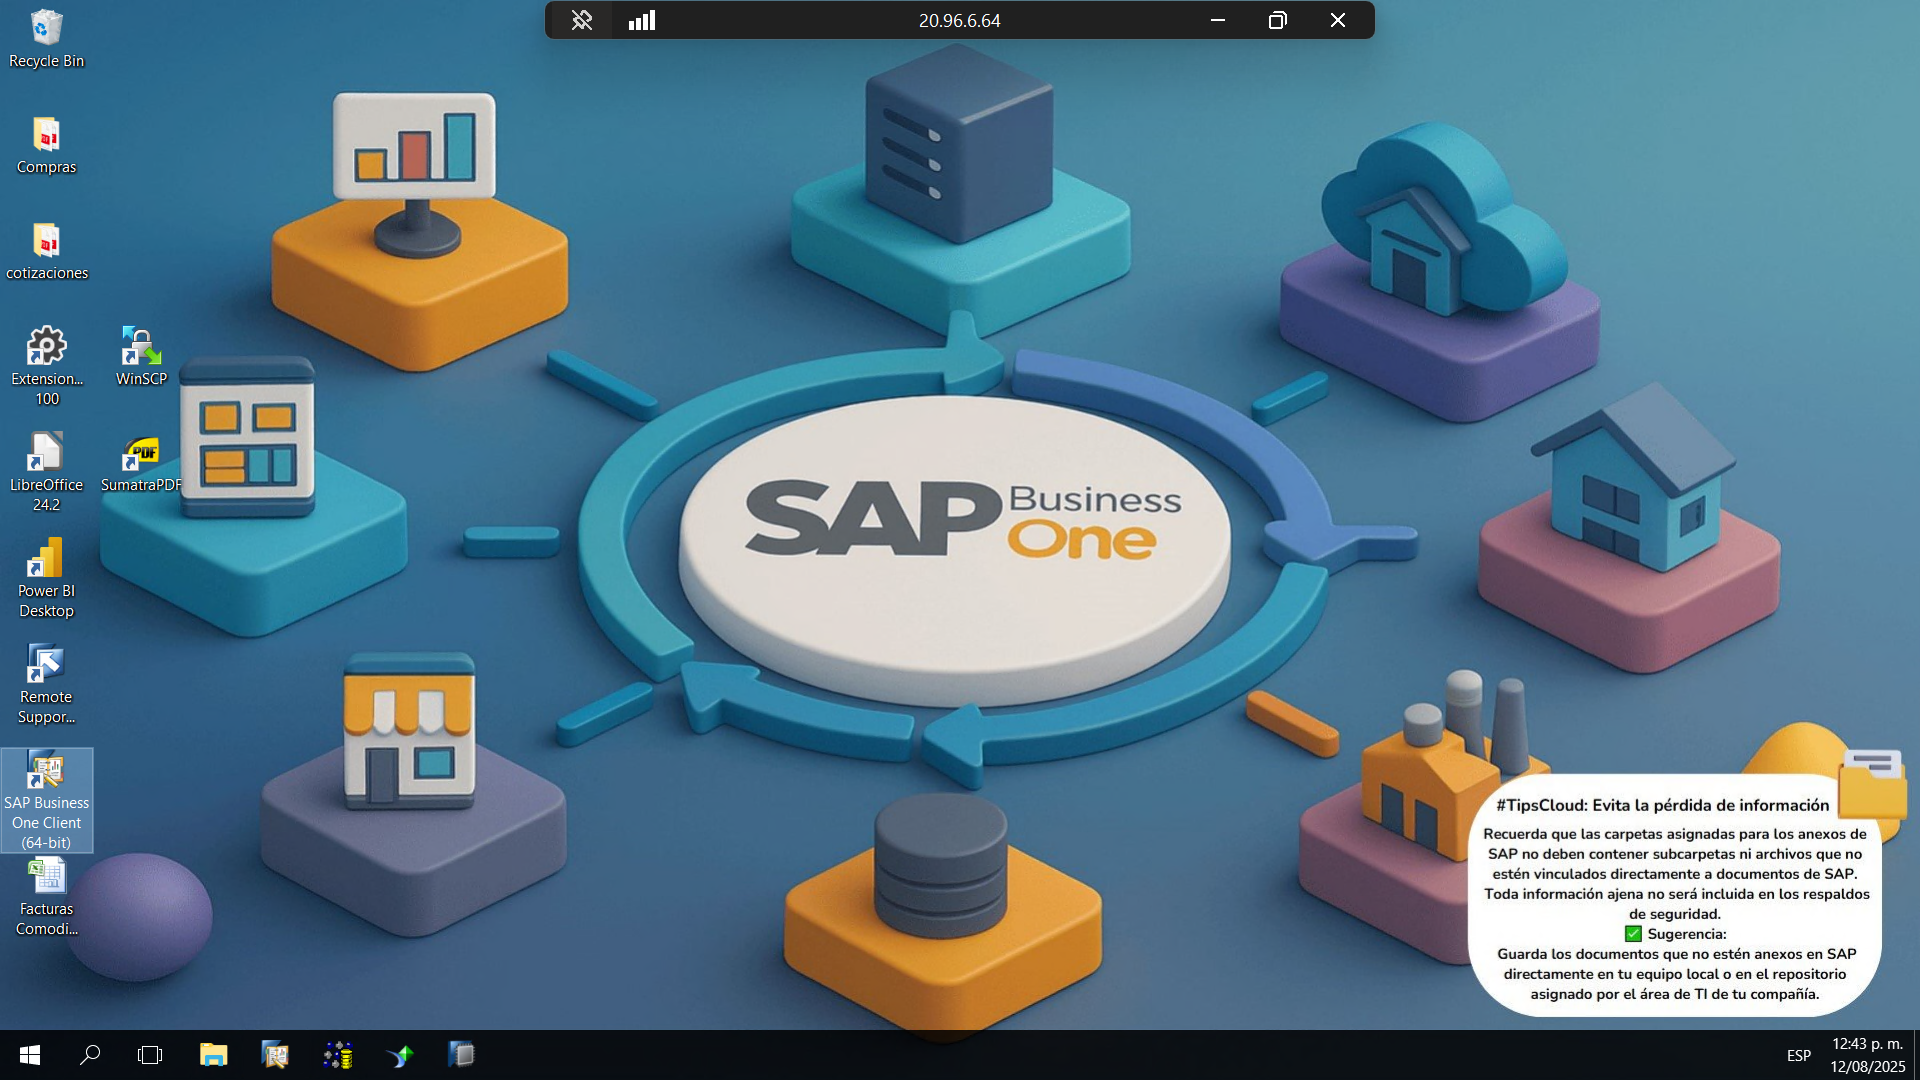 20.96.6.64
Recycle Bin
Compras
cotizaciones
Extension...
100
WinSCP
LibreOffice
24.2
PDF
SumatraPDF
Power BI
Desktop
Remote
Suppor...
SAP Business
One Client
(64-bit)
Facturas
Comodi...
SAP Business
One
#TipsCloud: Evita la pérdida de información
Recuerda que las carpetas asignadas para los anexos de
SAP no deben contener subcarpetas ni archivos que no
estén vinculados directamente a documentos de SAP.
Toda información ajena no será incluida en los respaldos
de seguridad.
✅ Sugerencia:
Guarda los documentos que no estén anexos en SAP
directamente en tu equipo local o en el repositorio
asignado por el área de TI de tu compañía.
ESP
12:43 p. m.
12/08/2025